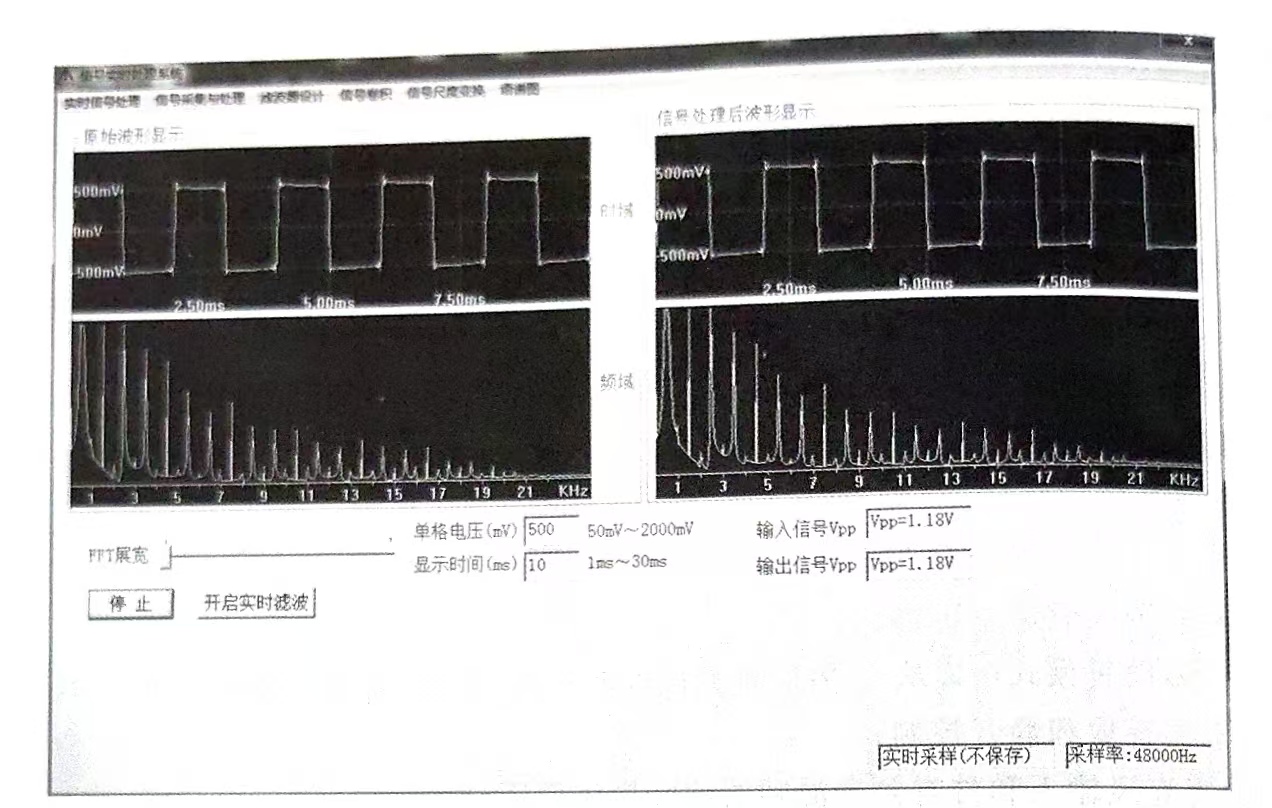 信号实时处理系统
X
实时信号处理 信号采集与处理 滤波器设计 信号卷积 信号尺度变换 语谱图
原始波形显示
信号处理后波形显示
500mV
0mV
-500mV
2.50ms 5.00ms 7.50ms
时域
500mV
0mV
-500mV
2.50ms 5.00ms 7.50ms
1 3 5 7 9 11 13 15 17 19 21 KHz
频域
1 3 5 7 9 11 13 15 17 19 21 KHz
FFT展宽
单格电压(mV) 500 50mV~2000mV
输入信号Vpp Vpp=1.18V
显示时间(ms) 10 1ms~30ms
输出信号Vpp Vpp=1.18V
停 止 开启实时滤波
实时采样(不保存) 采样率:48000Hz